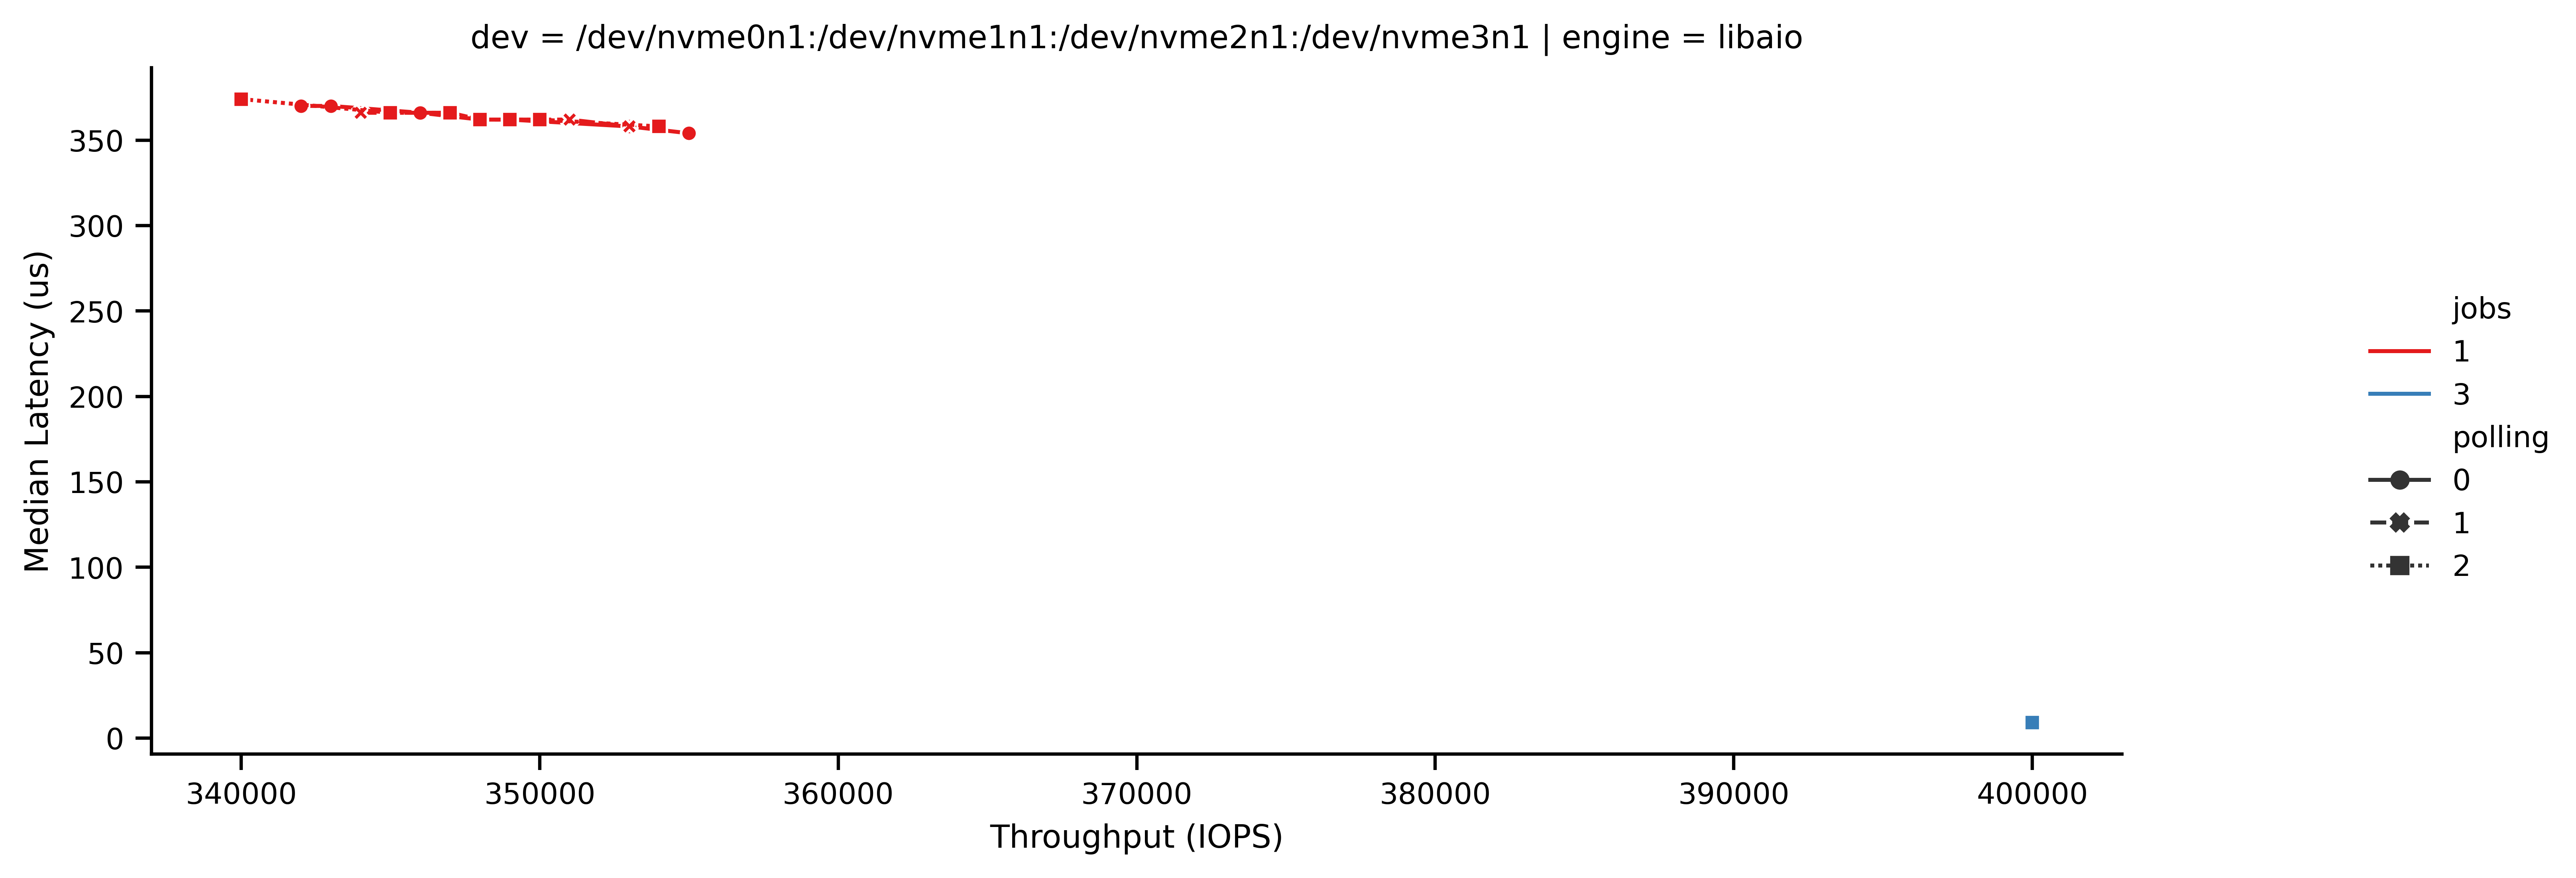 dev = /dev/nvme0n1:/dev/nvme1n1:/dev/nvme2n1:/dev/nvme3n1 | engine = libaio
Median Latency (us)
350
300
250
200
150
100
50
0
340000 350000 360000 370000 380000 390000 400000
Throughput (IOPS)
jobs
1
3
polling
0
1
2